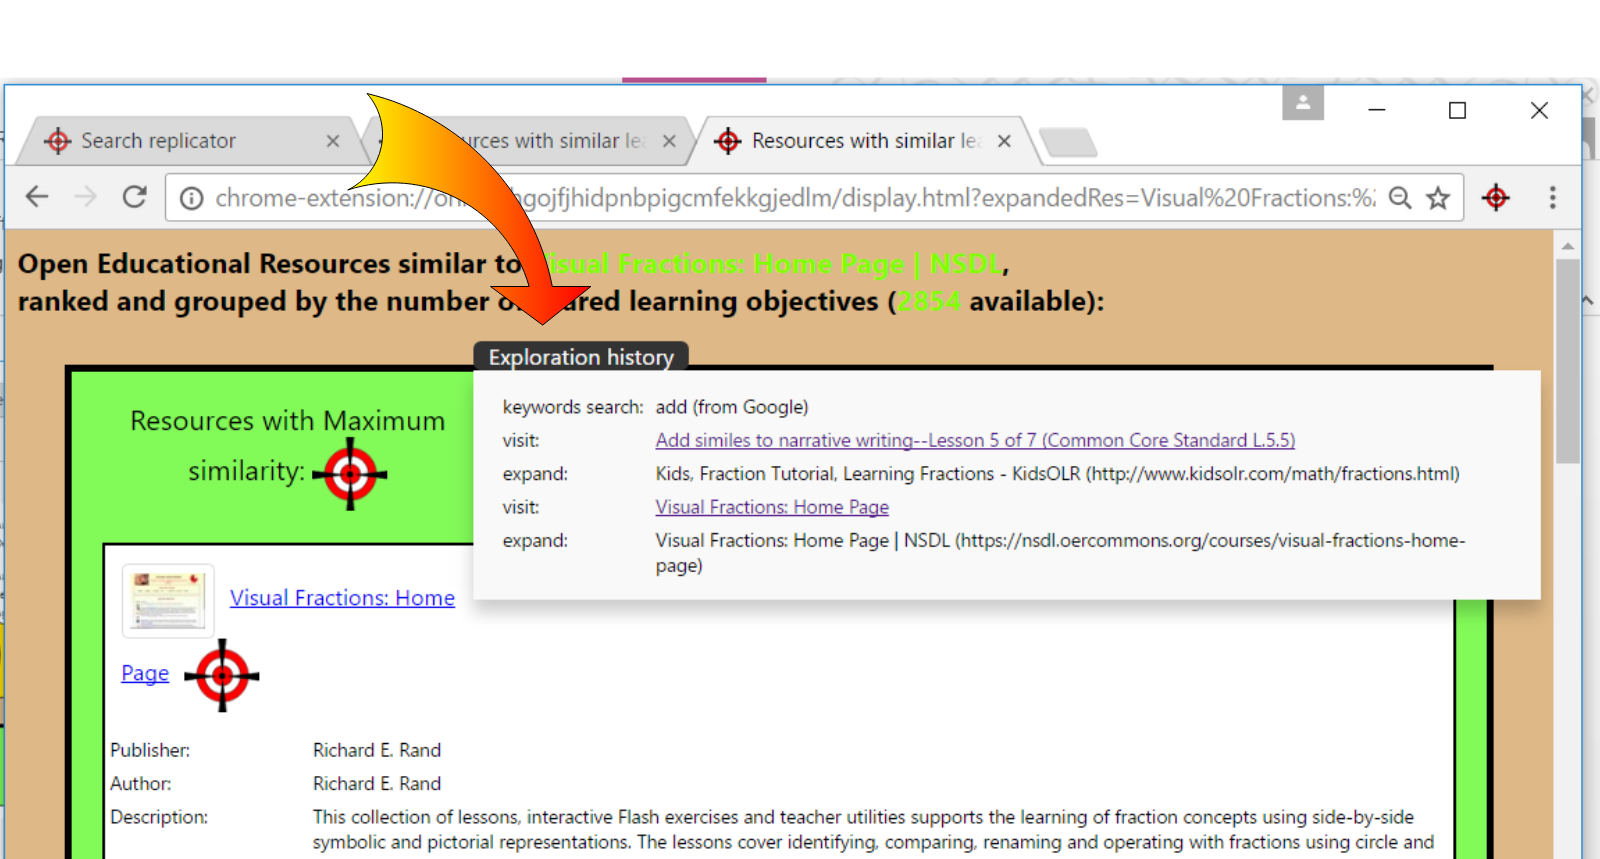 Search replicator
urces with similar le
Resources with similar le
chrome-extension://o
gojfjhidpnbpigcmfekkgjedlm/display.html?expandedRes=Visual%20Fractions:%
Open Educational Resources similar to Visual Fractions: Home Page | NSDL,
ranked and grouped by the number o ared learning objectives (2854 available):
Exploration history
keywords search: add (from Google)
visit: Add similes to narrative writing--Lesson 5 of 7 (Common Core Standard L.5.5)
expand: Kids, Fraction Tutorial, Learning Fractions - KidsOLR (http://www.kidsolr.com/math/fractions.html)
visit: Visual Fractions: Home Page
expand: Visual Fractions: Home Page | NSDL (https://nsdl.oercommons.org/courses/visual-fractions-home-
page)
Resources with Maximum
similarity:
Visual Fractions: Home
Page
Publisher: Richard E. Rand
Author: Richard E. Rand
Description: This collection of lessons, interactive Flash exercises and teacher utilities supports the learning of fraction concepts using side-by-side
symbolic and pictorial representations. The lessons cover identifying, comparing, renaming and operating with fractions using circle and